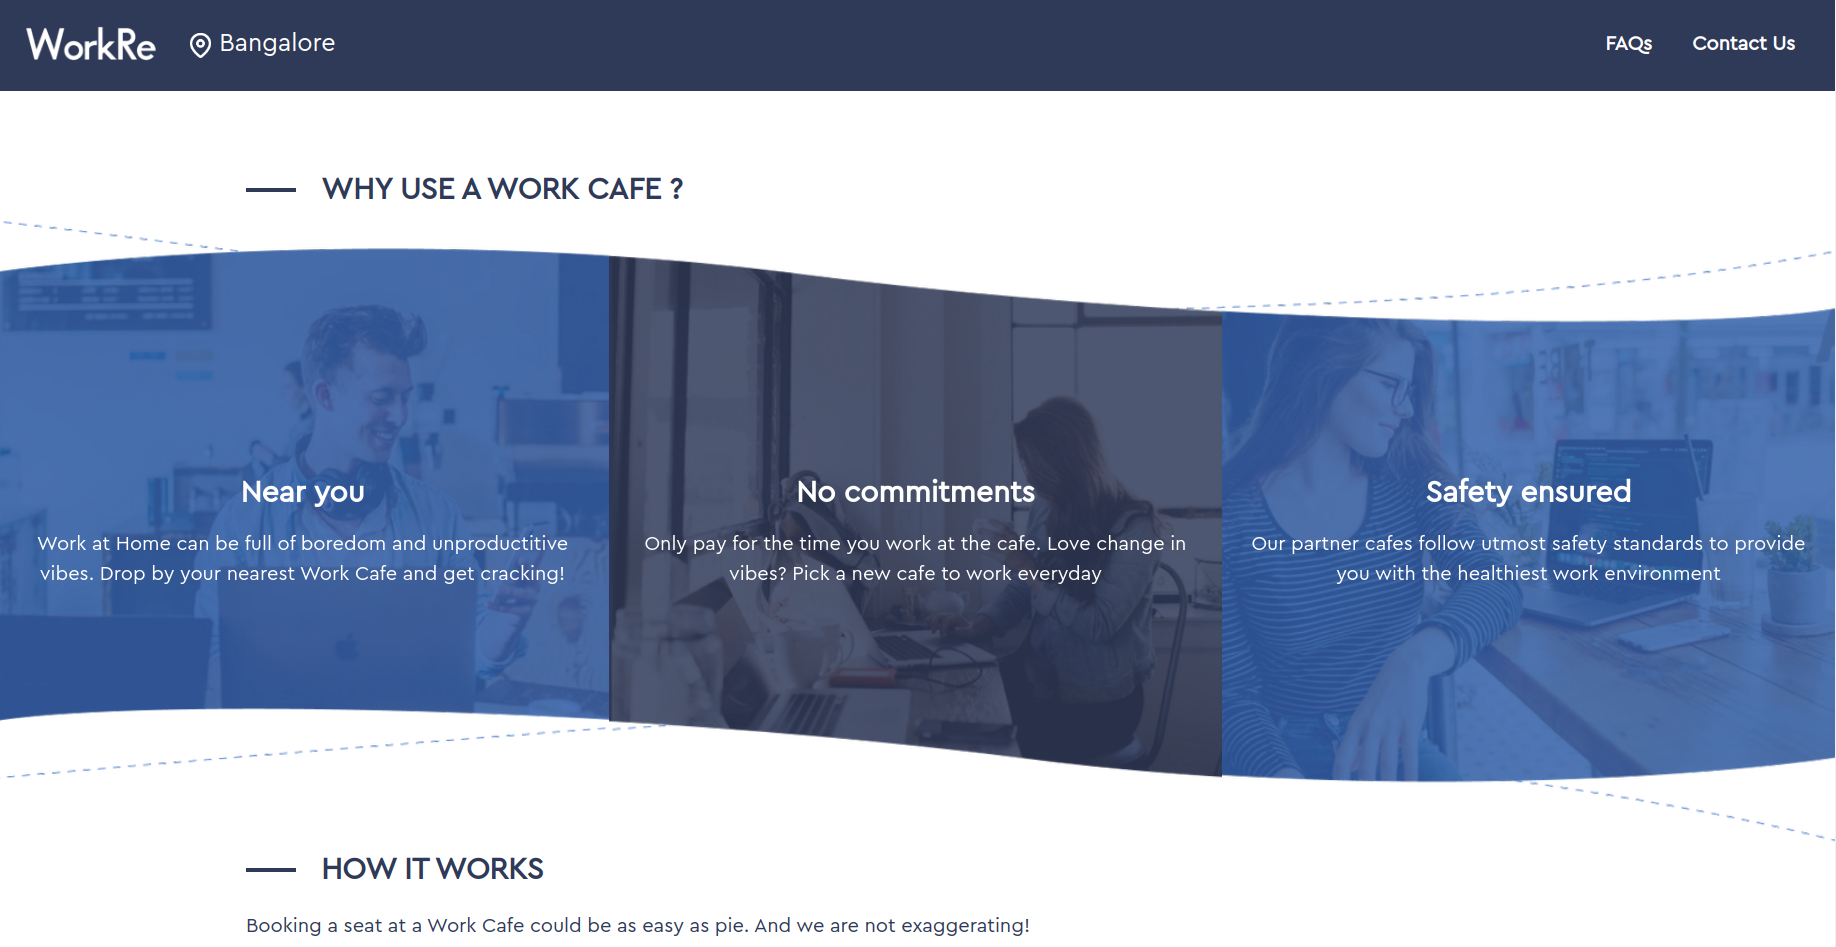 WorkRe
Bangalore
FAQs
Contact Us
WHY USE A WORK CAFE ?
Near you
Work at Home can be full of boredom and unproductitive
vibes. Drop by your nearest Work Cafe and get cracking!
No commitments
Only pay for the time you work at the cafe. Love change in
vibes? Pick a new cafe to work everyday
Safety ensured
Our partner cafes follow utmost safety standards to provide
you with the healthiest work environment
HOW IT WORKS
Booking a seat at a Work Cafe could be as easy as pie. And we are not exaggerating!